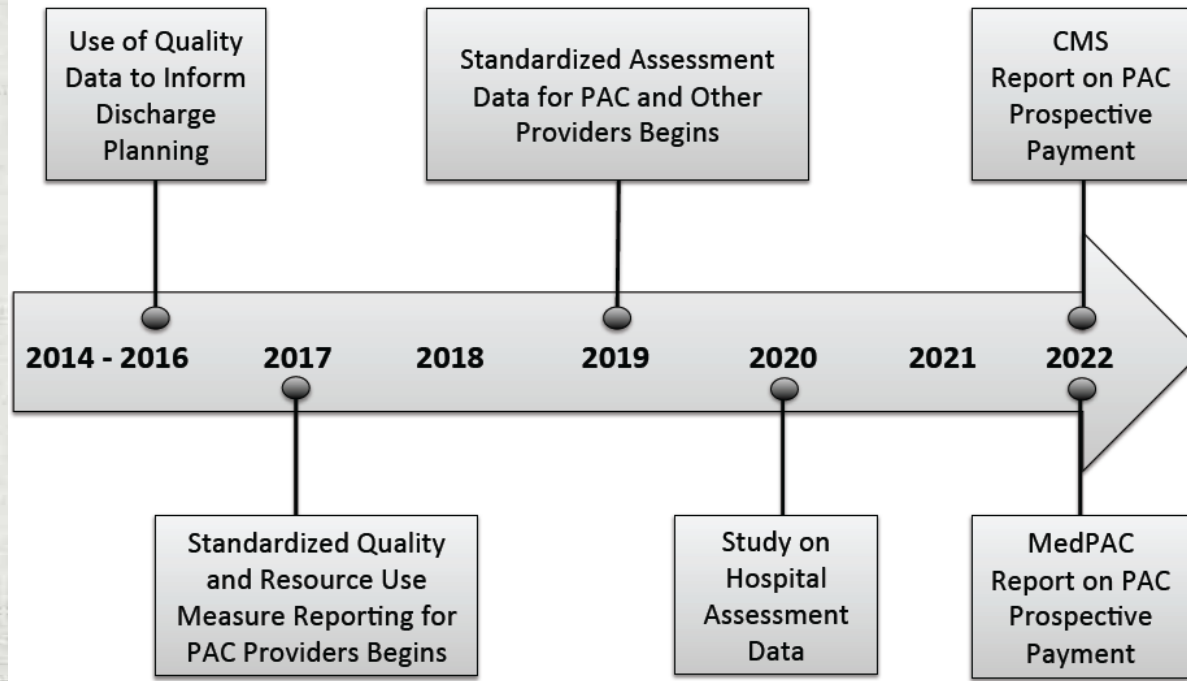 Use of Quality
Data to Inform
Discharge
Planning
Standardized Assessment
Data for PAC and Other
Providers Begins
CMS
Report on PAC
Prospective
Payment
2014 - 2016 2017 2018 2019 2020 2021 2022
Standardized Quality
and Resource Use
Measure Reporting for
PAC Providers Begins
Study on
Hospital
Assessment
Data
MedPAC
Report on PAC
Prospective
Payment